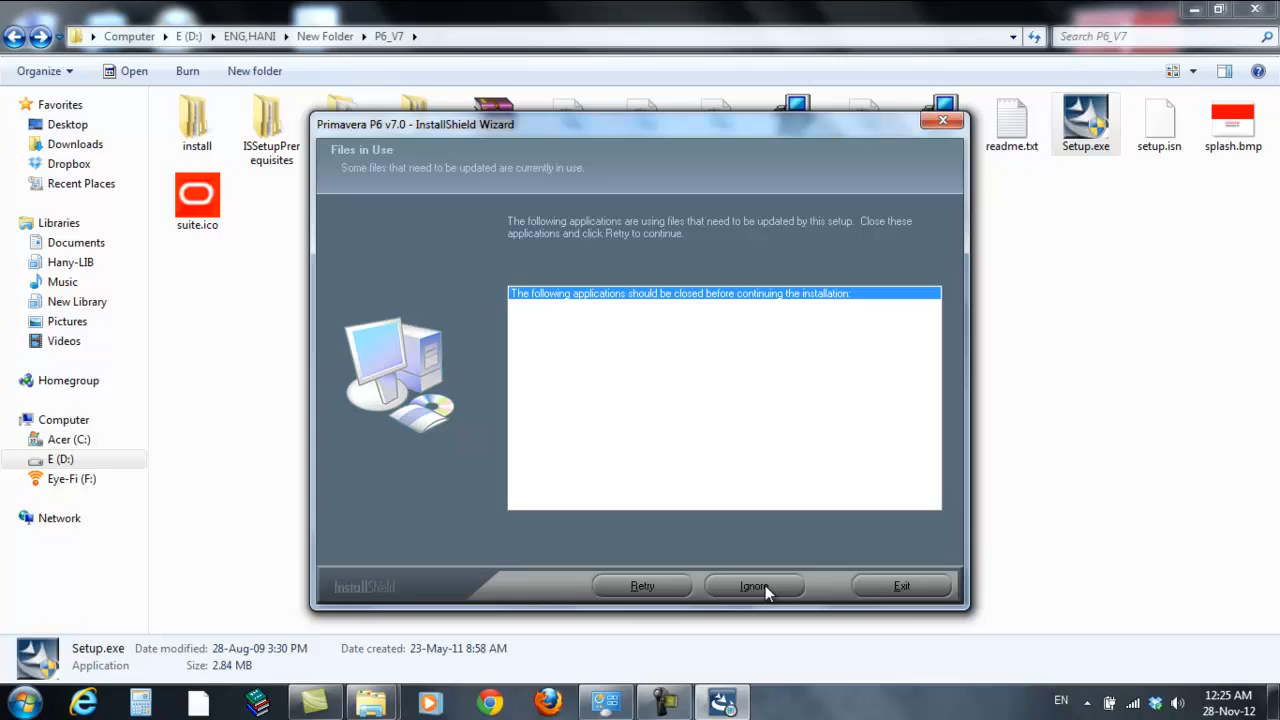 Computer E (D:) ENG,HANI New Folder P6_V7 Search P6_V7
Organize Open Burn New folder
Favorites
Desktop
Downloads
Dropbox
Recent Places
Libraries
Documents
Hany-LIB
Music
New Library
Pictures
Videos
Homegroup
Computer
Acer (C:)
E (D:)
Eye-Fi (F:)
Network
install
ISSetupPrer
equisites
readme.txt
Setup.exe
setup.isn
splash.bmp
suite.ico
Primavera P6 v7.0 - InstallShield Wizard
Files in Use
Some files that need to be updated are currently in use.
The following applications are using files that need to be updated by this setup. Close these
applications and click Retry to continue.
The following applications should be closed before continuing the installation:
InstallShield
Retry Ignore Exit
Setup.exe Date modified: 28-Aug-09 3:30 PM Date created: 23-May-11 8:58 AM
Application Size: 2.84 MB
EN
12:25 AM
28-Nov-12